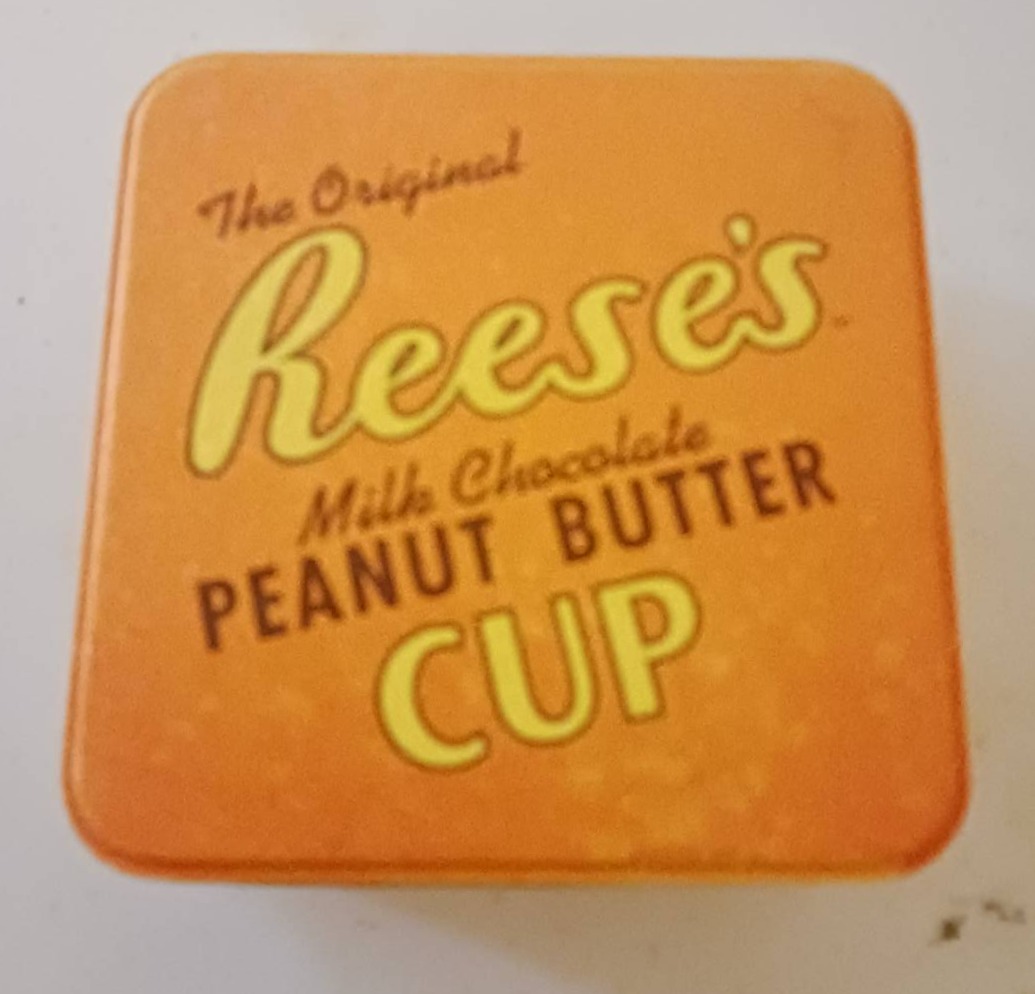 The Original
Reese's
Milk Chocolate
PEANUT BUTTER
CUP